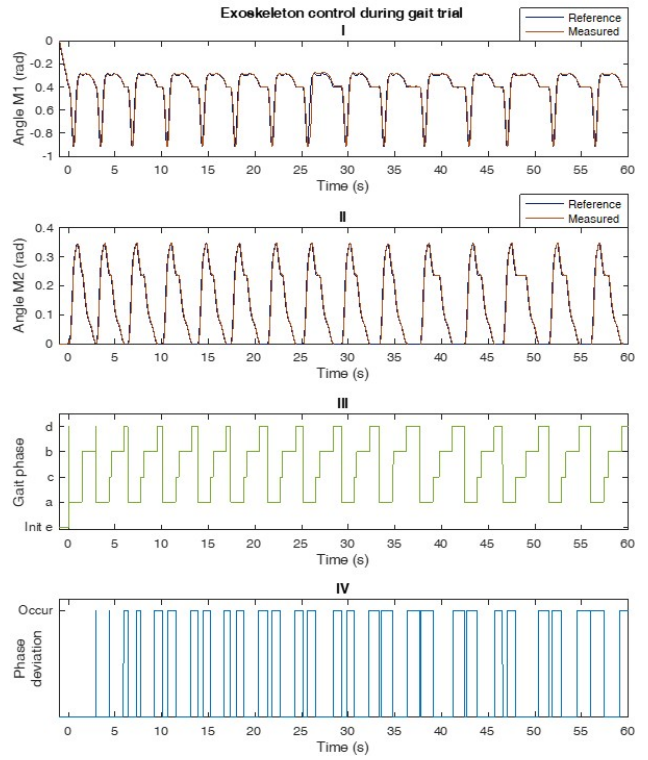 Exoskeleton control during gait trial
I
Reference
Measured
Angle M1 (rad)
0
-0.2
0.4
-0.6
-0.8
-1
0 5 10 15 20 25 30 35 40 45 50 55 60
Time (s)
II
Reference
Measured
Angle M2 (rad)
0.4
0.3
0.2
0.1
0
0 5 10 15 20 25 30 35 40 45 50 55 60
Time (s)
III
Gait phase
d
b
c
a
Init e
0 5 10 15 20 25 30 35 40 45 50 55 60
Time (s)
IV
Phase
deviation
Occur
0 5 10 15 20 25 30 35 40 45 50 55 60
Time (s)